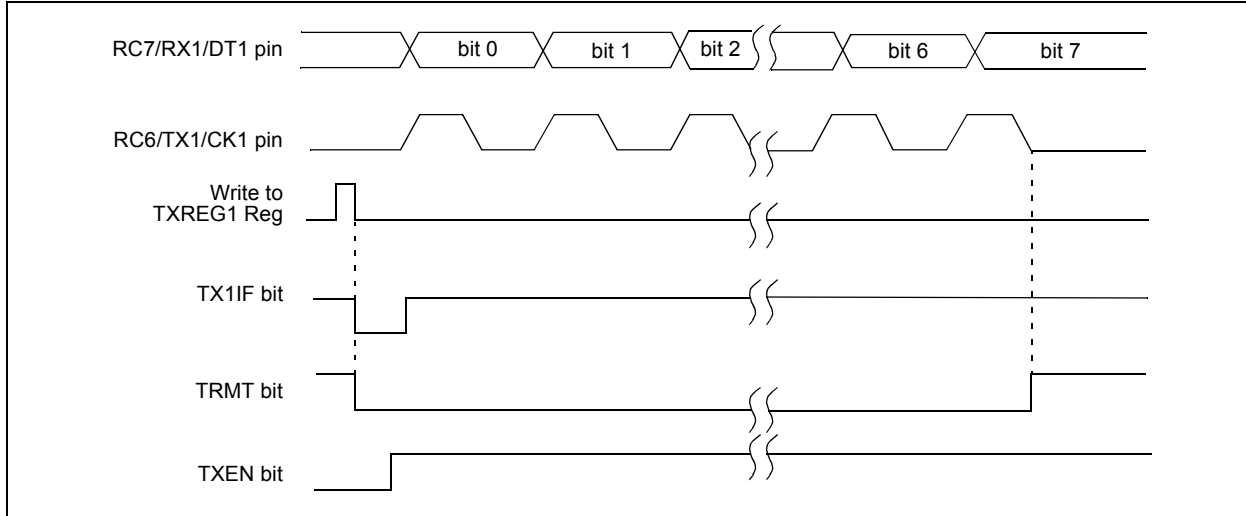 RC7/RX1/DT1 pin
bit 0
bit 1
bit 2
bit 6
bit 7
RC6/TX1/CK1 pin
Write to
TXREG1 Reg
TX1IF bit
TRMT bit
TXEN bit